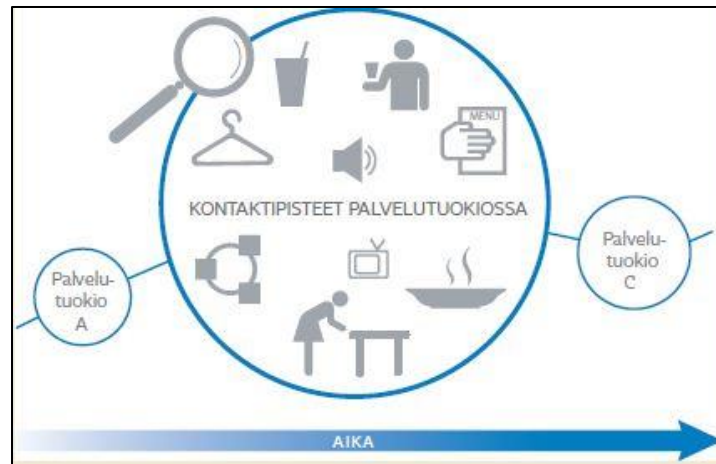 MENU
KONTAKTIPISTEET PALVELUTUOKIOSSA
Palvelu-
tuokio
A
Palvelu-
tuokio
C
AIKA